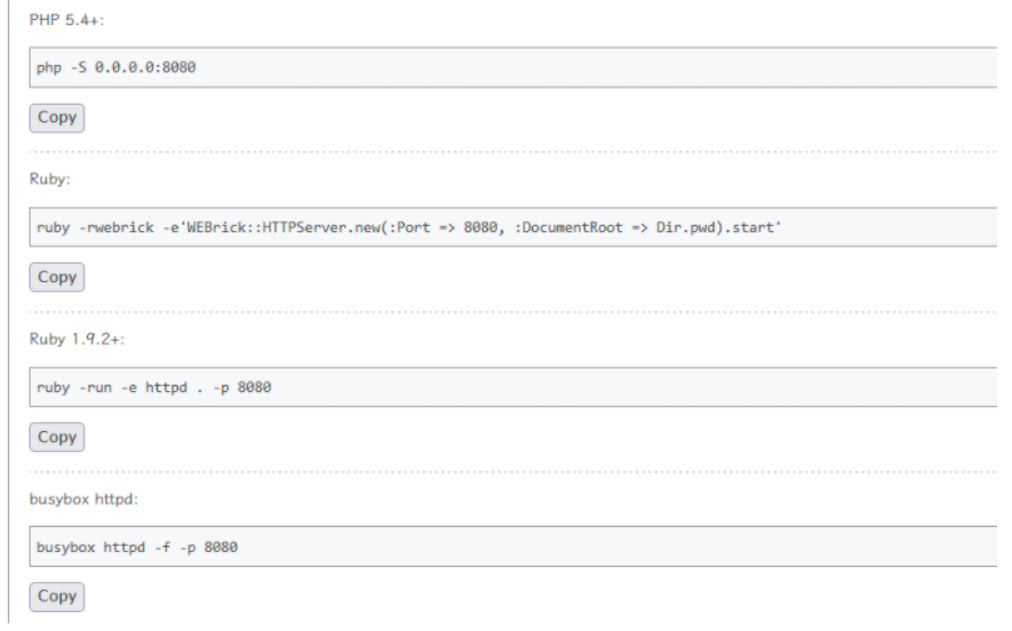 PHP 5.4+:
php -S 0.0.0.0:8080
Copy
Ruby:
ruby -rwebrick -e'WEBrick::HTTPServer.new(:Port => 8080, :DocumentRoot => Dir.pwd).start'
Copy
Ruby 1.9.2+:
ruby -run -e httpd . -p 8080
Copy
busybox httpd:
busybox httpd -f -p 8080
Copy